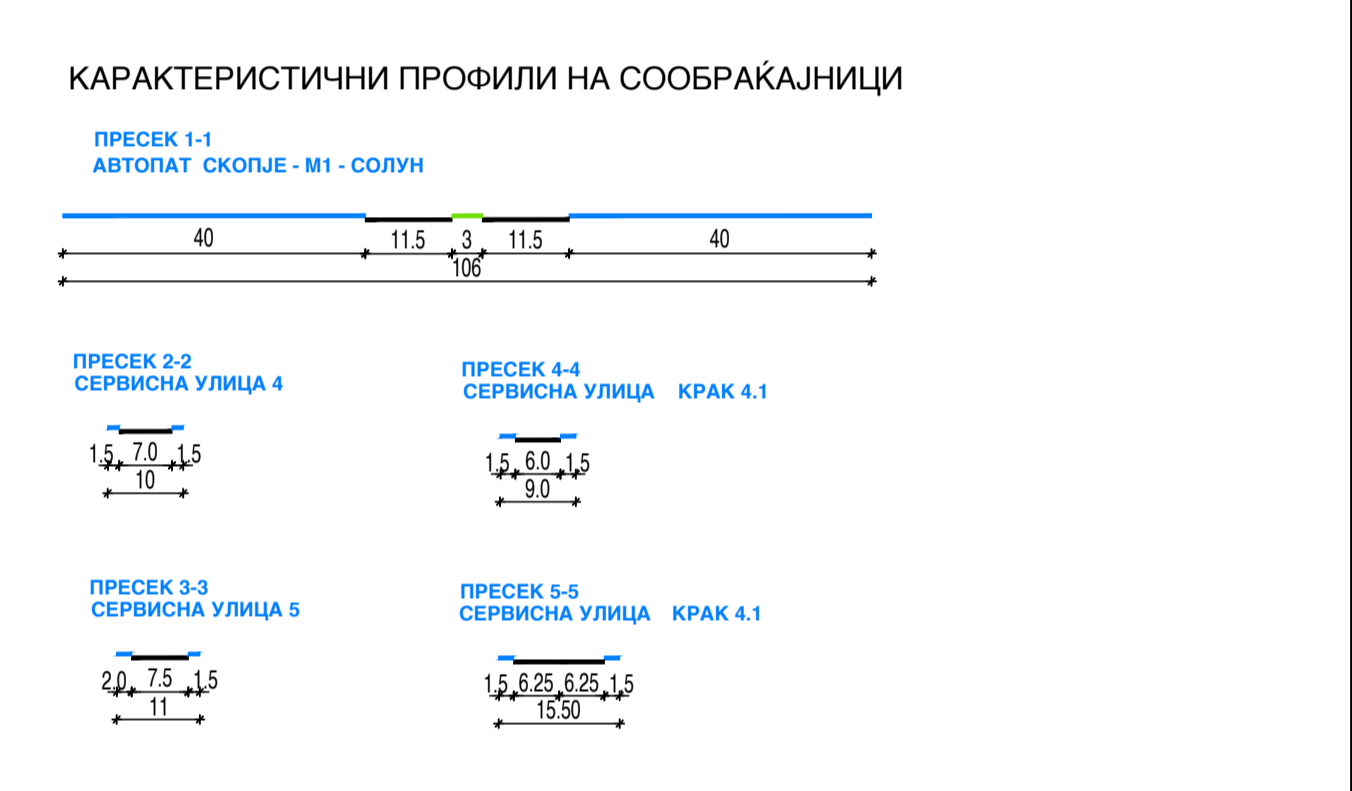 КАРАКТЕРИСТИЧНИ ПРОФИЛИ НА СООБРАЌАЈНИЦИ
ПРЕСЕК 1-1
АВТОПАТ СКОПЈЕ - М1 - СОЛУН
40 11.5 3 11.5 40
106
ПРЕСЕК 2-2
СЕРВИСНА УЛИЦА 4
1.5 7.0 1.5
10
ПРЕСЕК 4-4
СЕРВИСНА УЛИЦА КРАК 4.1
1.5 6.0 1.5
9.0
ПРЕСЕК 3-3
СЕРВИСНА УЛИЦА 5
2.0 7.5 1.5
11
ПРЕСЕК 5-5
СЕРВИСНА УЛИЦА КРАК 4.1
1.5 6.25 6.25 1.5
15.50